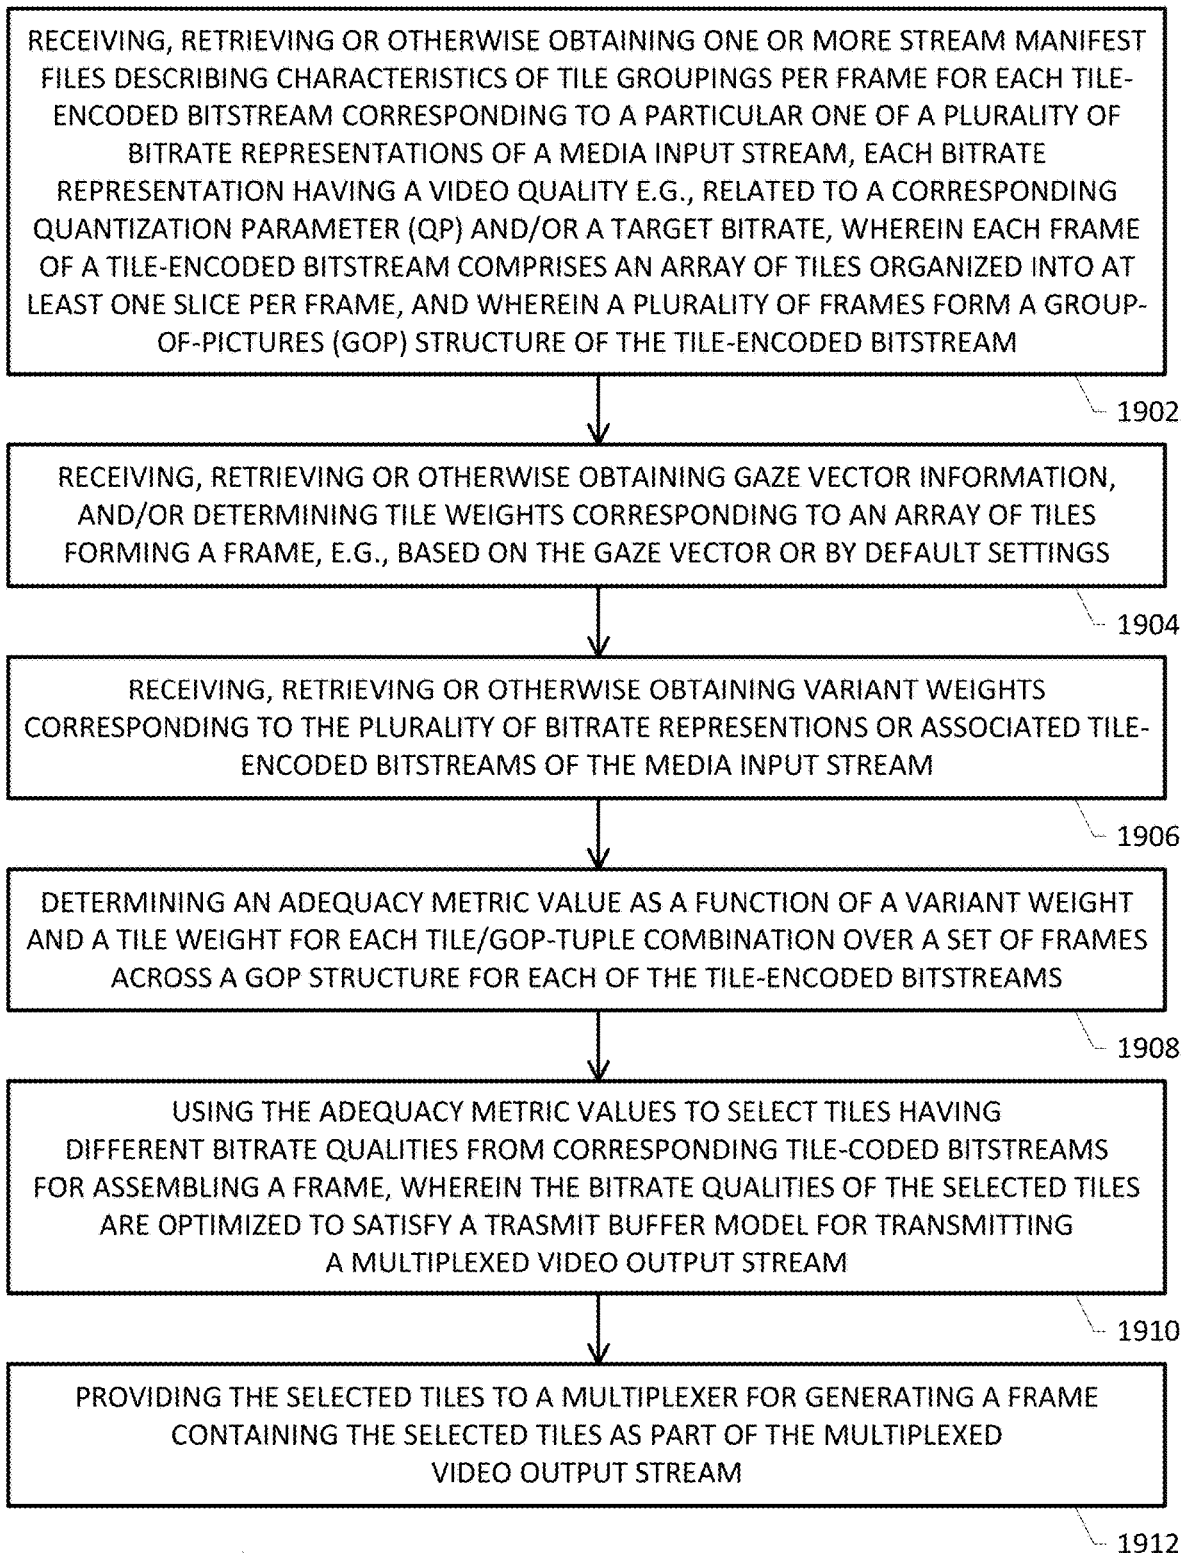 RECEIVING, RETRIEVING OR OTHERWISE OBTAINING ONE OR MORE STREAM MANIFEST
FILES DESCRIBING CHARACTERISTICS OF TILE GROUPINGS PER FRAME FOR EACH TILE-
ENCODED BITSTREAM CORRESPONDING TO A PARTICULAR ONE OF A PLURALITY OF
BITRATE REPRESENTATIONS OF A MEDIA INPUT STREAM, EACH BITRATE
REPRESENTATION HAVING A VIDEO QUALITY E.G., RELATED TO A CORRESPONDING
QUANTIZATION PARAMETER (QP) AND/OR A TARGET BITRATE, WHEREIN EACH FRAME
OF A TILE-ENCODED BITSTREAM COMPRISES AN ARRAY OF TILES ORGANIZED INTO AT
LEAST ONE SLICE PER FRAME, AND WHEREIN A PLURALITY OF FRAMES FORM A GROUP-
OF-PICTURES (GOP) STRUCTURE OF THE TILE-ENCODED BITSTREAM
1902
RECEIVING, RETRIEVING OR OTHERWISE OBTAINING GAZE VECTOR INFORMATION,
AND/OR DETERMINING TILE WEIGHTS CORRESPONDING TO AN ARRAY OF TILES
FORMING A FRAME, E.G., BASED ON THE GAZE VECTOR OR BY DEFAULT SETTINGS
1904
RECEIVING, RETRIEVING OR OTHERWISE OBTAINING VARIANT WEIGHTS
CORRESPONDING TO THE PLURALITY OF BITRATE REPRESENTIONS OR ASSOCIATED TILE-
ENCODED BITSTREAMS OF THE MEDIA INPUT STREAM
1906
DETERMINING AN ADEQUACY METRIC VALUE AS A FUNCTION OF A VARIANT WEIGHT
AND A TILE WEIGHT FOR EACH TILE/GOP-TUPLE COMBINATION OVER A SET OF FRAMES
ACROSS A GOP STRUCTURE FOR EACH OF THE TILE-ENCODED BITSTREAMS
1908
USING THE ADEQUACY METRIC VALUES TO SELECT TILES HAVING
DIFFERENT BITRATE QUALITIES FROM CORRESPONDING TILE-CODED BITSTREAMS
FOR ASSEMBLING A FRAME, WHEREIN THE BITRATE QUALITIES OF THE SELECTED TILES
ARE OPTIMIZED TO SATISFY A TRASMIT BUFFER MODEL FOR TRANSMITTING
A MULTIPLEXED VIDEO OUTPUT STREAM
1910
PROVIDING THE SELECTED TILES TO A MULTIPLEXER FOR GENERATING A FRAME
CONTAINING THE SELECTED TILES AS PART OF THE MULTIPLEXED
VIDEO OUTPUT STREAM
1912